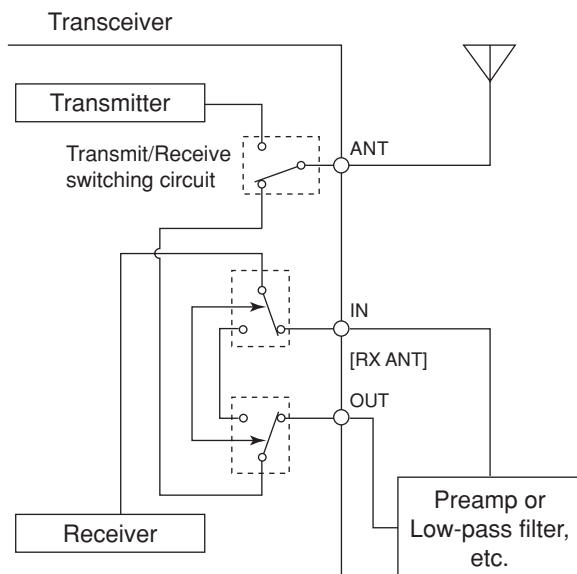 Transceiver
Transmitter
Transmit/Receive
switching circuit
ANT
IN
[RX ANT]
OUT
Receiver
Preamp or
Low-pass filter,
etc.